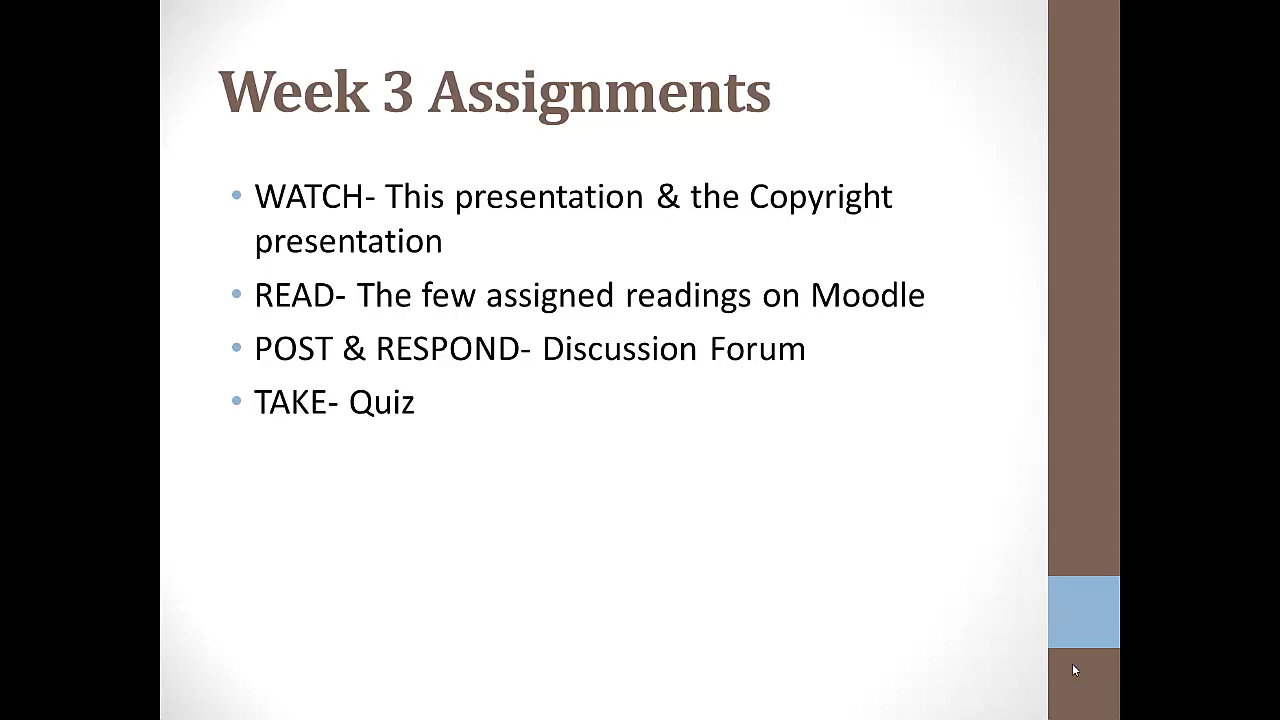 Week 3 Assignments
• WATCH- This presentation & the Copyright
presentation
• READ- The few assigned readings on Moodle
• POST & RESPOND- Discussion Forum
• TAKE- Quiz